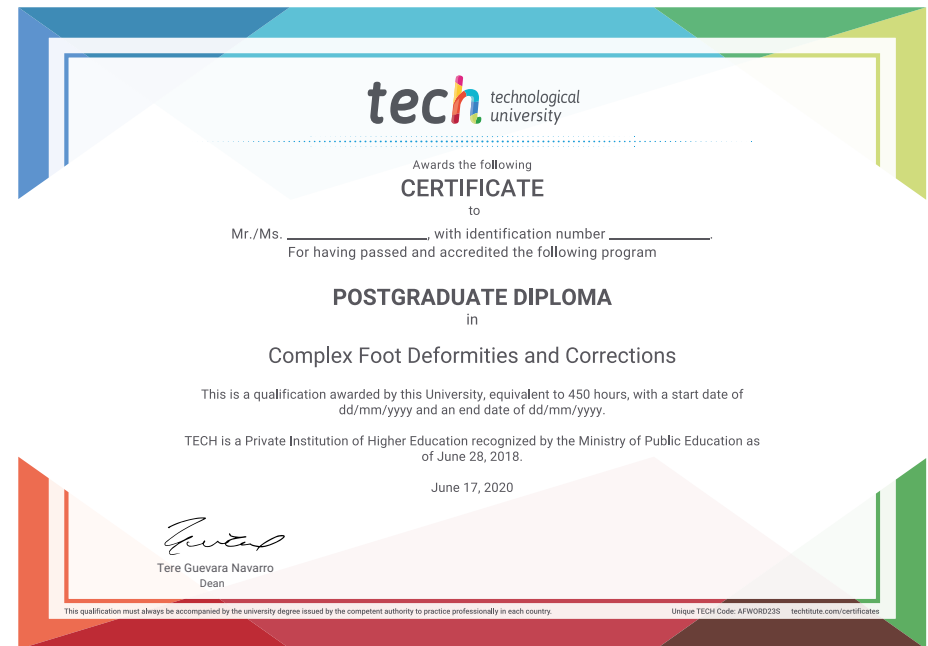 tech technological
university
Awards the following
CERTIFICATE
to
Mr./Ms. ____________________, with identification number ______________.
For having passed and accredited the following program
POSTGRADUATE DIPLOMA
in
Complex Foot Deformities and Corrections
This is a qualification awarded by this University, equivalent to 450 hours, with a start date of
dd/mm/yyyy and an end date of dd/mm/yyyy.
TECH is a Private Institution of Higher Education recognized by the Ministry of Public Education as
of June 28, 2018.
June 17, 2020
Tere Guevara Navarro
Dean
This qualification must always be accompanied by the university degree issued by the competent authority to practice professionally in each country. Unique TECH Code: AFWORD23S techtitute.com/certificates